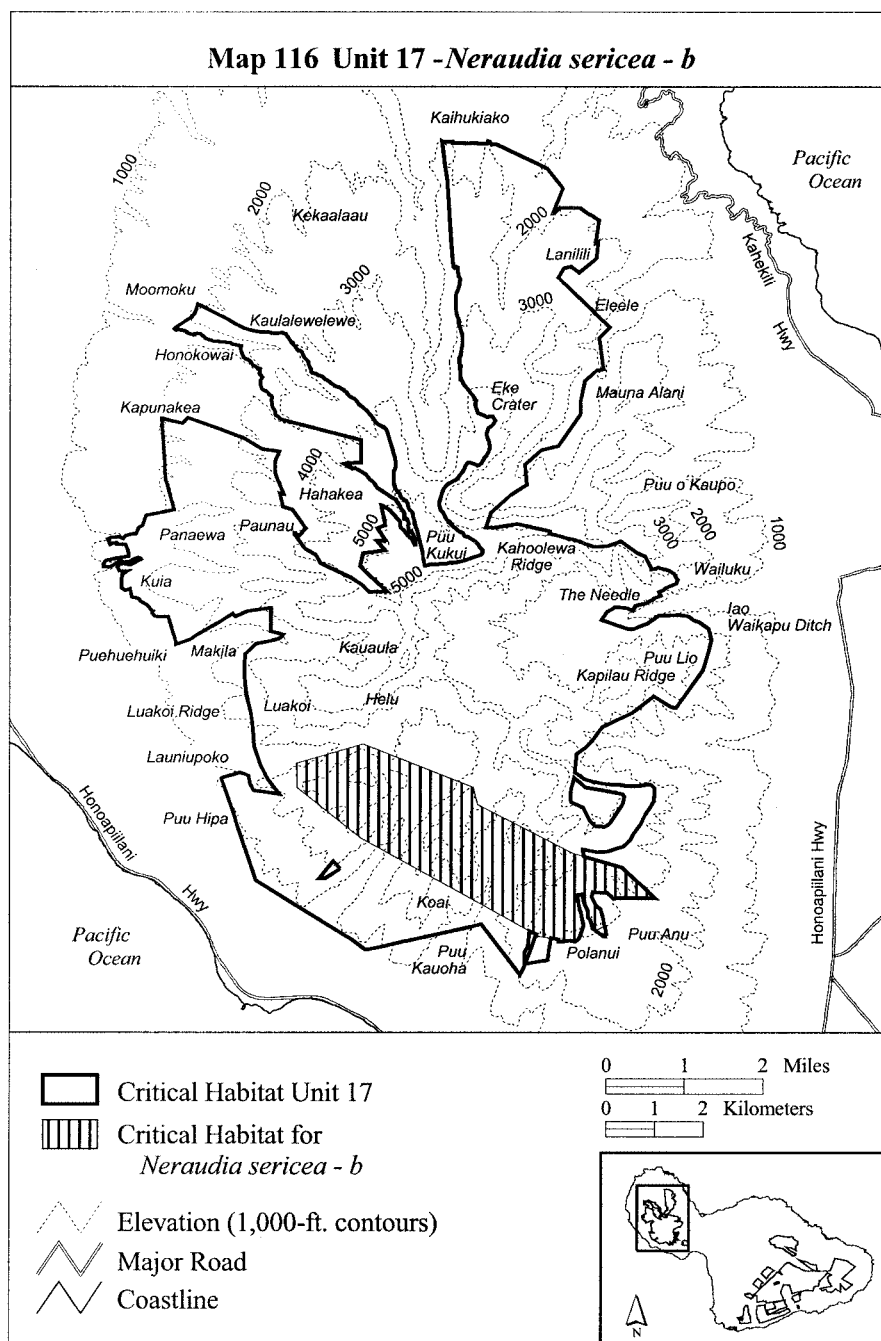 Map 116 Unit 17 -Neraudia sericea - b
Kaihukiako
Pacific
Ocean
1000
2000
Kekaalaau
2000
Lanilili
Kahekili
Hwy
3000
Moomoku
Kaulalewelewe
3000
Eleele
Honokowai
Kapunakea
Eke
Crater
Mauna Alani
4000
Hahakea
Puu o Kaupo
Panaewa
Paunau
5000
Puu
Kukui
Kahoolewa
Ridge
3000
2000
1000
Wailuku
5000
Kuia
The Needle
Iao
Waikapu Ditch
Puehuehuiki
Makila
Kauaula
Puu Lio
Kapilau Ridge
Luakoi Ridge
Luakoi
Helu
Launiupoko
Puu Hipa
Honoapiilani
Hwy
Honoapiilani Hwy
Koai
Puu Anu
Pacific
Ocean
Puu
Kauoha
Polanui
2000
Critical Habitat Unit 17
Critical Habitat for
Neraudia sericea - b
Elevation (1,000-ft. contours)
Major Road
Coastline
0 1 2 Miles
0 1 2 Kilometers
N